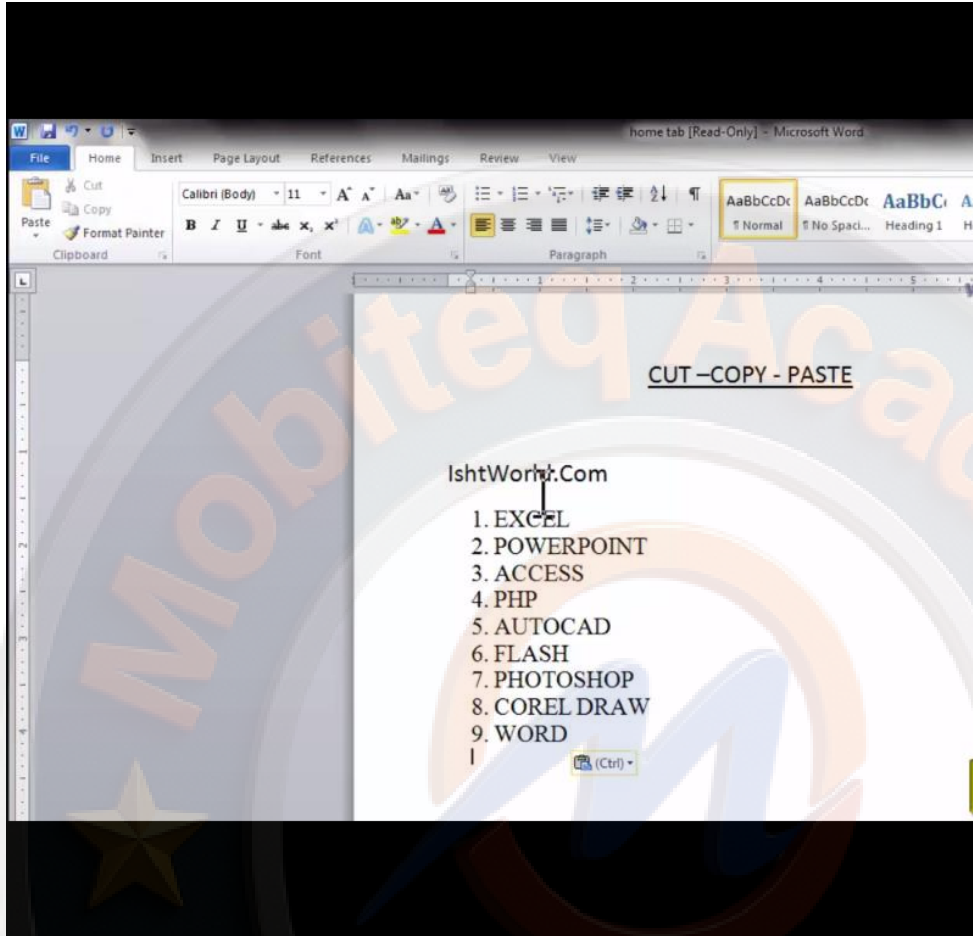 home tab [Read-Only] - Microsoft Word
File Home Insert Page Layout References Mailings Review View
Paste
Cut
Copy
Format Painter
Clipboard
Calibri (Body) 11
Font
Paragraph
AaBbCcDc AaBbCcDc AaBbC
¶ Normal ¶ No Spaci... Heading 1
CUT –COPY - PASTE
IshtWorld.Com
1. EXCEL
2. POWERPOINT
3. ACCESS
4. PHP
5. AUTOCAD
6. FLASH
7. PHOTOSHOP
8. COREL DRAW
9. WORD
(Ctrl)
Mobiteq Aca